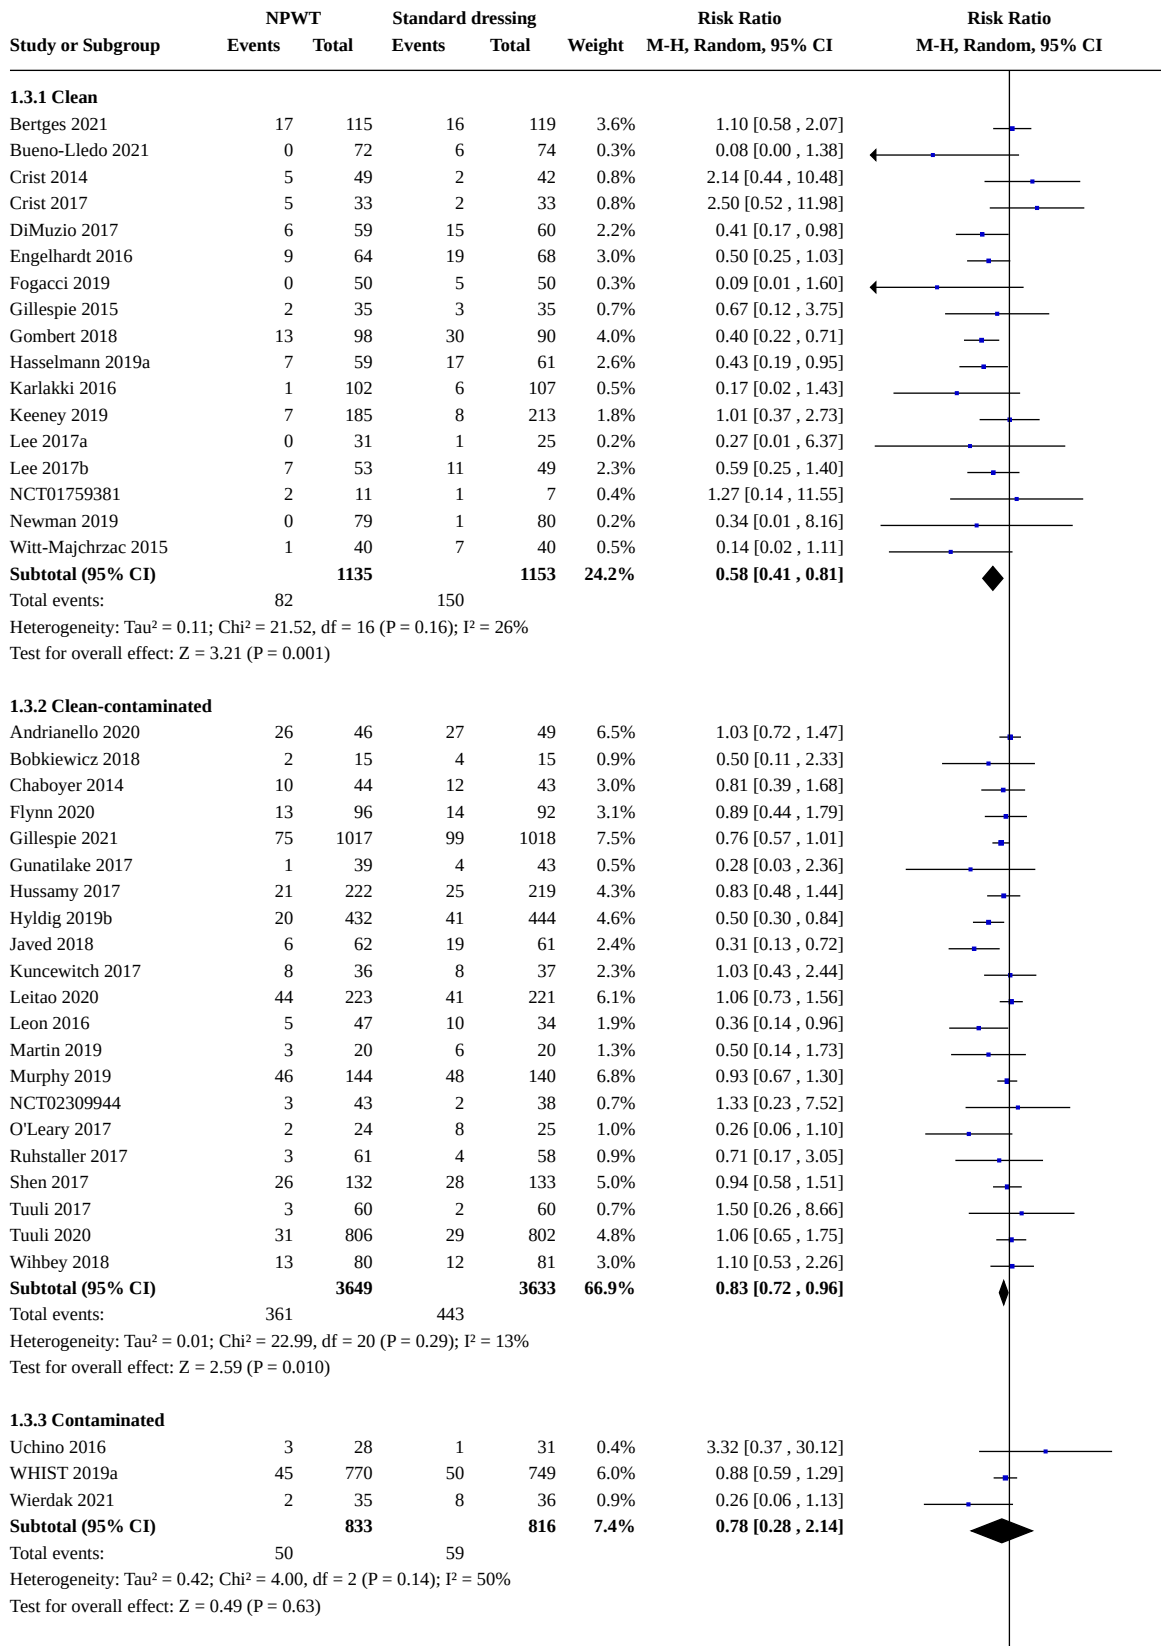 NPWT Standard dressing Risk Ratio Risk Ratio
Study or Subgroup Events Total Events Total Weight M-H, Random, 95% CI M-H, Random, 95% CI
1.3.1 Clean
Bertges 2021 17 115 16 119 3.6% 1.10 [0.58 , 2.07]
Bueno-Lledo 2021 0 72 6 74 0.3% 0.08 [0.00 , 1.38]
Crist 2014 5 49 2 42 0.8% 2.14 [0.44 , 10.48]
Crist 2017 5 33 2 33 0.8% 2.50 [0.52 , 11.98]
DiMuzio 2017 6 59 15 60 2.2% 0.41 [0.17 , 0.98]
Engelhardt 2016 9 64 19 68 3.0% 0.50 [0.25 , 1.03]
Fogacci 2019 0 50 5 50 0.3% 0.09 [0.01 , 1.60]
Gillespie 2015 2 35 3 35 0.7% 0.67 [0.12 , 3.75]
Gombert 2018 13 98 30 90 4.0% 0.40 [0.22 , 0.71]
Hasselmann 2019a 7 59 17 61 2.6% 0.43 [0.19 , 0.95]
Karlakki 2016 1 102 6 107 0.5% 0.17 [0.02 , 1.43]
Keeney 2019 7 185 8 213 1.8% 1.01 [0.37 , 2.73]
Lee 2017a 0 31 1 25 0.2% 0.27 [0.01 , 6.37]
Lee 2017b 7 53 11 49 2.3% 0.59 [0.25 , 1.40]
NCT01759381 2 11 1 7 0.4% 1.27 [0.14 , 11.55]
Newman 2019 0 79 1 80 0.2% 0.34 [0.01 , 8.16]
Witt-Majchrzac 2015 1 40 7 40 0.5% 0.14 [0.02 , 1.11]
Subtotal (95% CI) 1135 1153 24.2% 0.58 [0.41 , 0.81]
Total events: 82 150
Heterogeneity: Tau² = 0.11; Chi² = 21.52, df = 16 (P = 0.16); I² = 26%
Test for overall effect: Z = 3.21 (P = 0.001)
1.3.2 Clean-contaminated
Andrianello 2020 26 46 27 49 6.5% 1.03 [0.72 , 1.47]
Bobkiewicz 2018 2 15 4 15 0.9% 0.50 [0.11 , 2.33]
Chaboyer 2014 10 44 12 43 3.0% 0.81 [0.39 , 1.68]
Flynn 2020 13 96 14 92 3.1% 0.89 [0.44 , 1.79]
Gillespie 2021 75 1017 99 1018 7.5% 0.76 [0.57 , 1.01]
Gunatilake 2017 1 39 4 43 0.5% 0.28 [0.03 , 2.36]
Hussamy 2017 21 222 25 219 4.3% 0.83 [0.48 , 1.44]
Hyldig 2019b 20 432 41 444 4.6% 0.50 [0.30 , 0.84]
Javed 2018 6 62 19 61 2.4% 0.31 [0.13 , 0.72]
Kuncewitch 2017 8 36 8 37 2.3% 1.03 [0.43 , 2.44]
Leitao 2020 44 223 41 221 6.1% 1.06 [0.73 , 1.56]
Leon 2016 5 47 10 34 1.9% 0.36 [0.14 , 0.96]
Martin 2019 3 20 6 20 1.3% 0.50 [0.14 , 1.73]
Murphy 2019 46 144 48 140 6.8% 0.93 [0.67 , 1.30]
NCT02309944 3 43 2 38 0.7% 1.33 [0.23 , 7.52]
O'Leary 2017 2 24 8 25 1.0% 0.26 [0.06 , 1.10]
Ruhstaller 2017 3 61 4 58 0.9% 0.71 [0.17 , 3.05]
Shen 2017 26 132 28 133 5.0% 0.94 [0.58 , 1.51]
Tuuli 2017 3 60 2 60 0.7% 1.50 [0.26 , 8.66]
Tuuli 2020 31 806 29 802 4.8% 1.06 [0.65 , 1.75]
Wihbey 2018 13 80 12 81 3.0% 1.10 [0.53 , 2.26]
Subtotal (95% CI) 3649 3633 66.9% 0.83 [0.72 , 0.96]
Total events: 361 443
Heterogeneity: Tau² = 0.01; Chi² = 22.99, df = 20 (P = 0.29); I² = 13%
Test for overall effect: Z = 2.59 (P = 0.010)
1.3.3 Contaminated
Uchino 2016 3 28 1 31 0.4% 3.32 [0.37 , 30.12]
WHIST 2019a 45 770 50 749 6.0% 0.88 [0.59 , 1.29]
Wierdak 2021 2 35 8 36 0.9% 0.26 [0.06 , 1.13]
Subtotal (95% CI) 833 816 7.4% 0.78 [0.28 , 2.14]
Total events: 50 59
Heterogeneity: Tau² = 0.42; Chi² = 4.00, df = 2 (P = 0.14); I² = 50%
Test for overall effect: Z = 0.49 (P = 0.63)